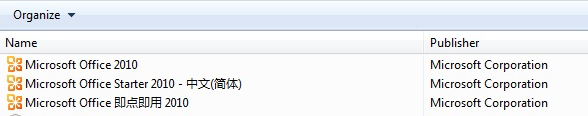 Organize
Name Publisher
Microsoft Office 2010 Microsoft Corporation
Microsoft Office Starter 2010 - 中文(简体) Microsoft Corporation
Microsoft Office 即点即用 2010 Microsoft Corporation